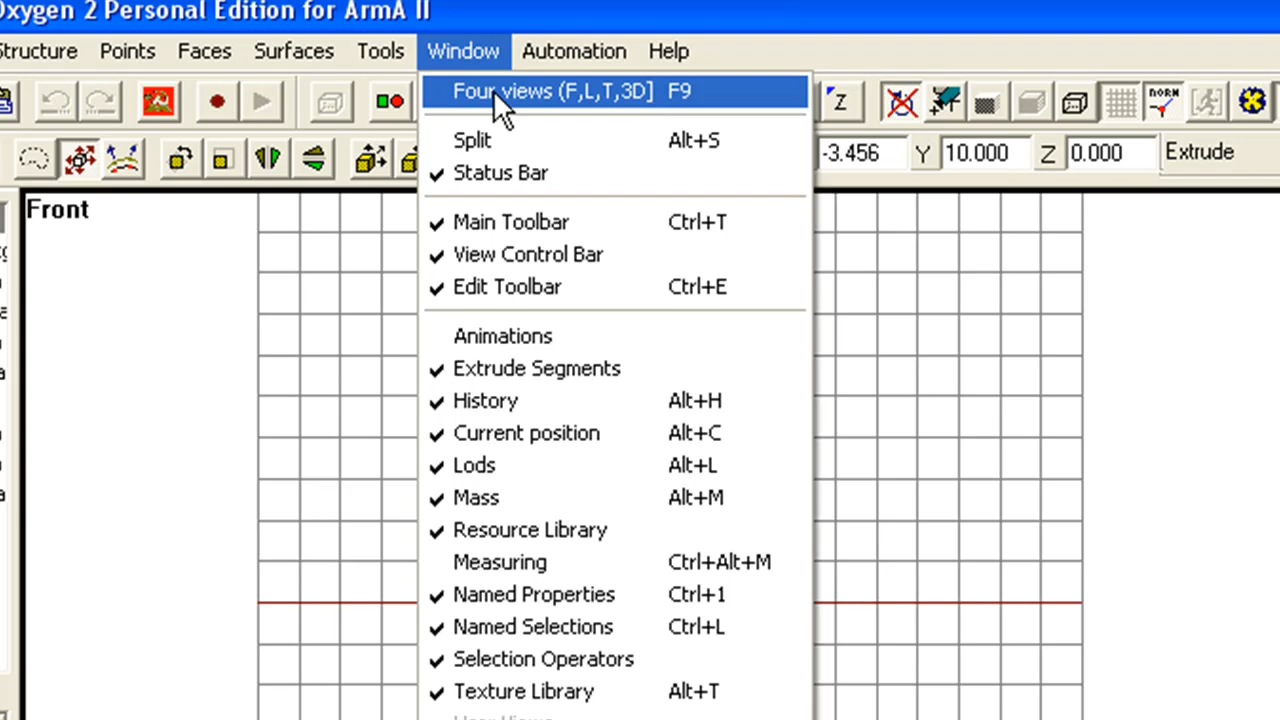 Oxygen 2 Personal Edition for ArmA II
Structure Points Faces Surfaces Tools Window Automation Help
Four views (F,L,T,3D] F9
Z NORM
Split Alt+S
-3.456 Y 10.000 Z 0.000 Extrude
Status Bar
Front
Main Toolbar Ctrl+T
View Control Bar
Edit Toolbar Ctrl+E
Animations
Extrude Segments
History Alt+H
Current position Alt+C
Lods Alt+L
Mass Alt+M
Resource Library
Measuring Ctrl+Alt+M
Named Properties Ctrl+1
Named Selections Ctrl+L
Selection Operators
Texture Library Alt+T